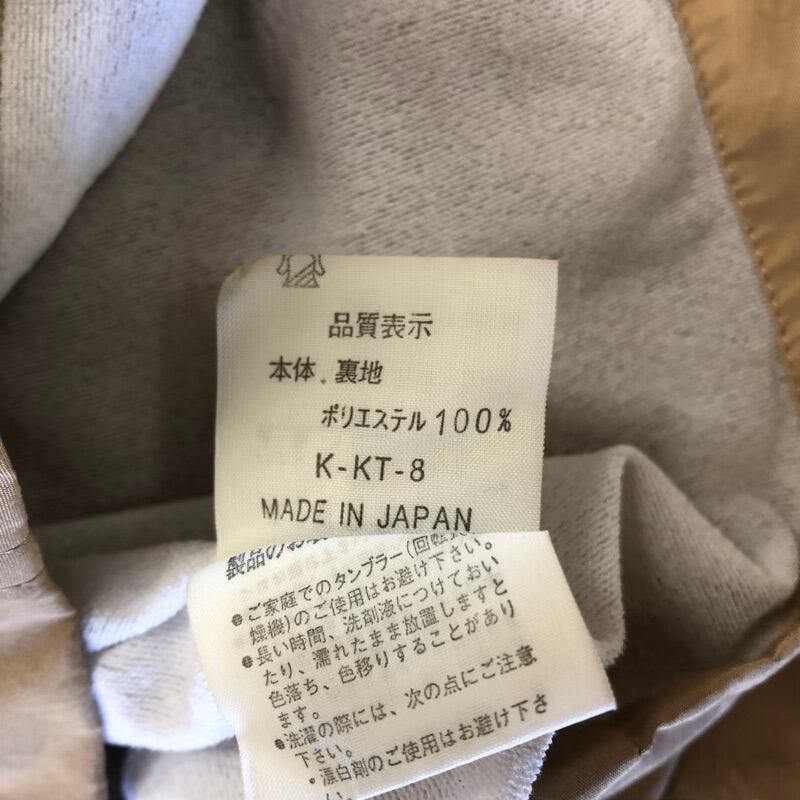 品質表示
本体．裏地
ポリエステル 100%
K-KT-8
MADE IN JAPAN
製品のお
●ご家庭でのタンブラー(回転
燥機)のご使用はお避け下さい。
●長い時間、洗剤液につけておい
たり、濡れたまま放置しますと
色落ち、色移りすることがあり
ます。
●洗濯の際には、次の点にご注意
下さい。
・漂白剤のご使用はお避け下さ
い。